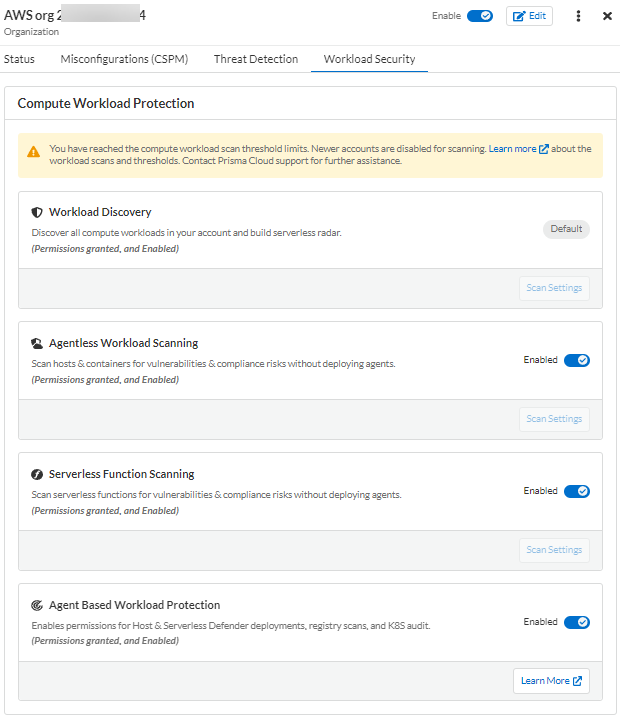 AWS org 2 4
Enable
Edit
Organization
Status Misconfigurations (CSPM) Threat Detection Workload Security
Compute Workload Protection
You have reached the compute workload scan threshold limits. Newer accounts are disabled for scanning. Learn more about the
workload scans and thresholds. Contact Prisma Cloud support for further assistance.
Workload Discovery
Discover all compute workloads in your account and build serverless radar.
(Permissions granted, and Enabled)
Default
Scan Settings
Agentless Workload Scanning
Scan hosts & containers for vulnerabilities & compliance risks without deploying agents.
(Permissions granted, and Enabled)
Enabled
Scan Settings
Serverless Function Scanning
Scan serverless functions for vulnerabilities & compliance risks without deploying agents.
(Permissions granted, and Enabled)
Enabled
Scan Settings
Agent Based Workload Protection
Enables permissions for Host & Serverless Defender deployments, registry scans, and K8S audit.
(Permissions granted, and Enabled)
Enabled
Learn More